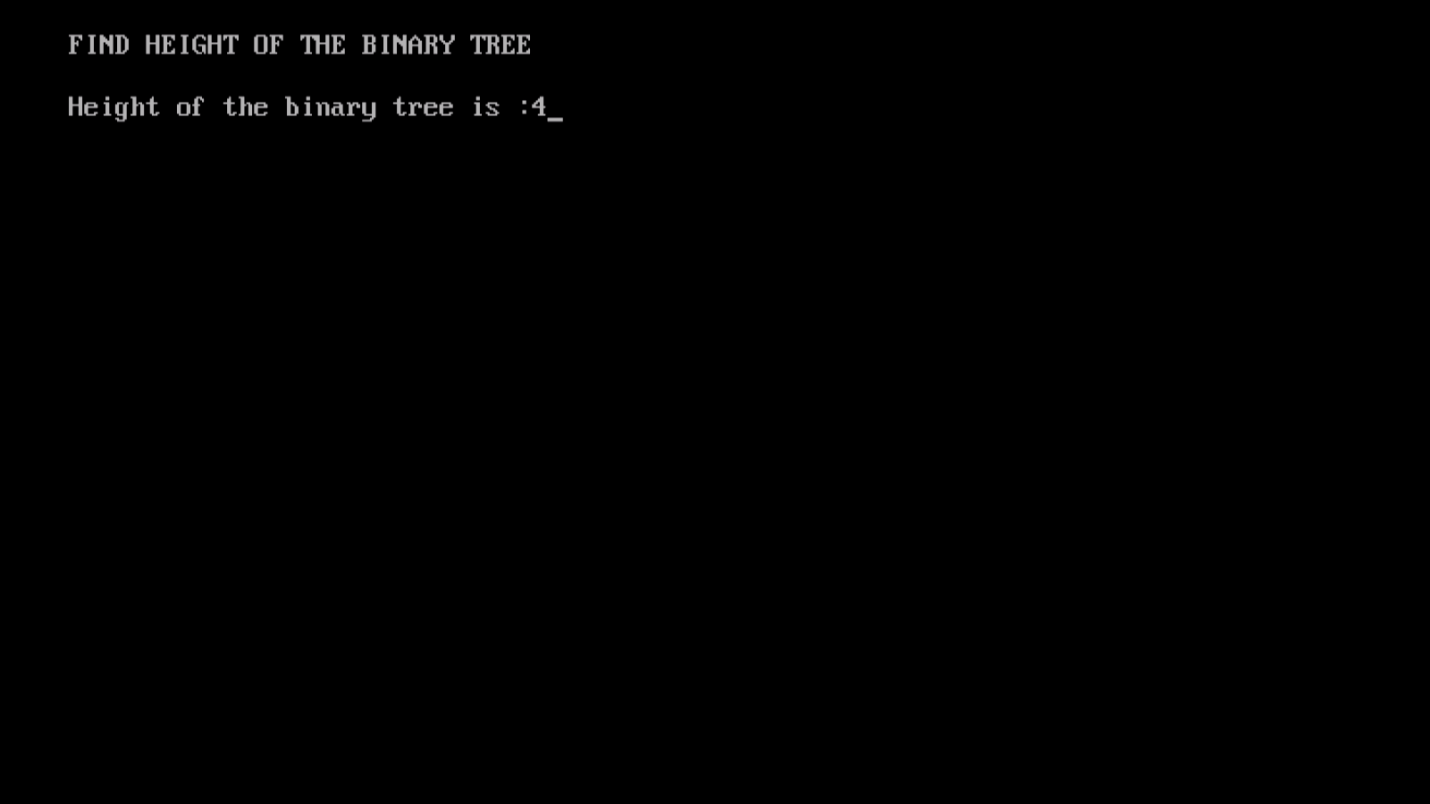 FIND HEIGHT OF THE BINARY TREE
Height of the binary tree is :4_